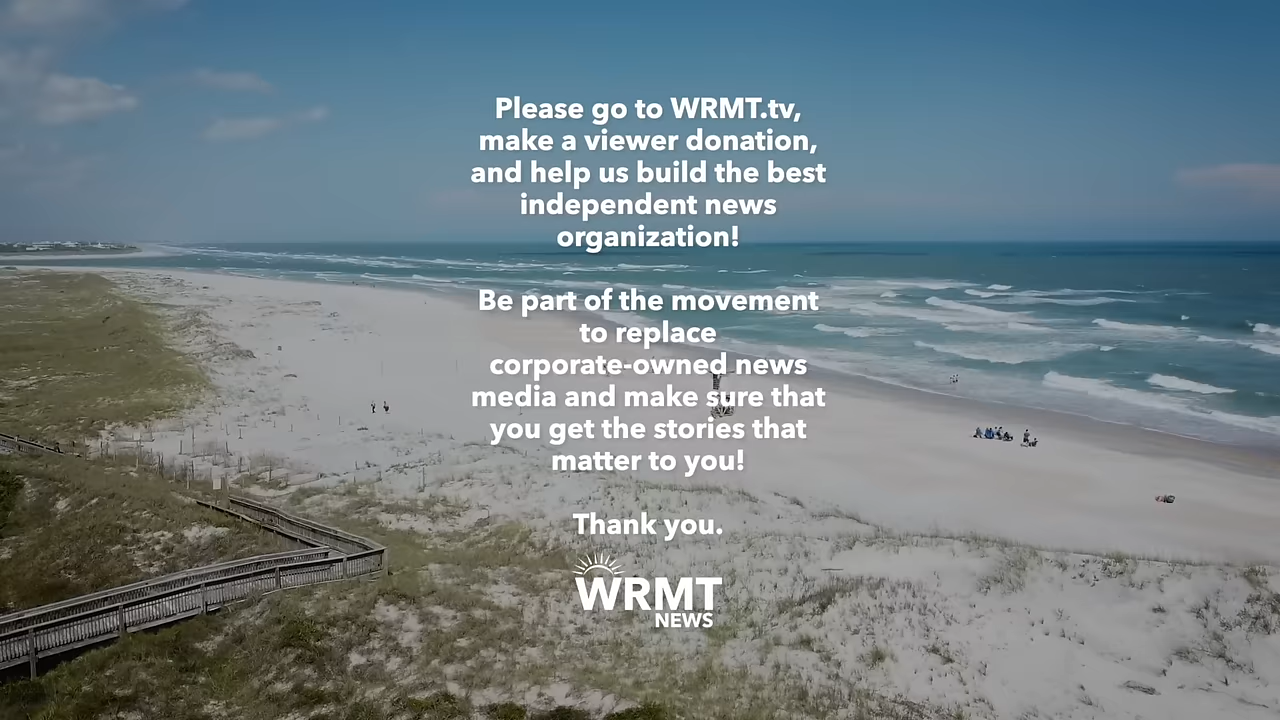 Please go to WRMT.tv,
make a viewer donation,
and help us build the best
independent news
organization!
Be part of the movement
to replace
corporate-owned news
media and make sure that
you get the stories that
matter to you!
Thank you.
WRMT
NEWS